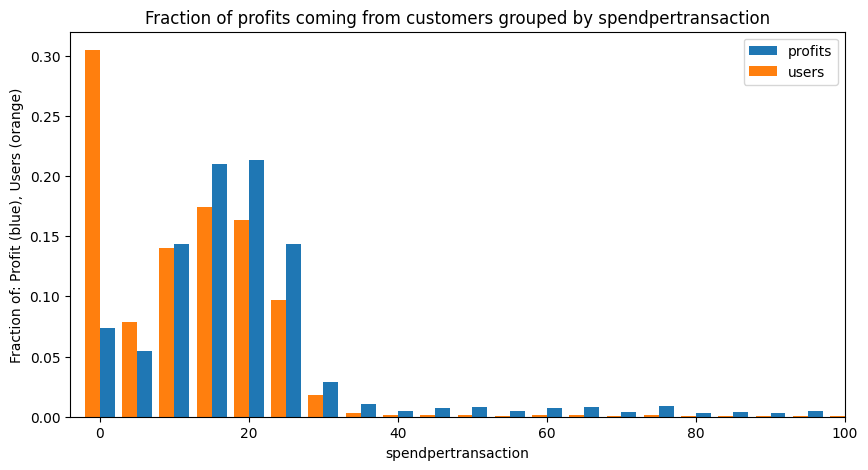 Fraction of profits coming from customers grouped by spendpertransaction
profits
users
Fraction of: Profit (blue), Users (orange)
0.30
0.25
0.20
0.15
0.10
0.05
0.00
0 20 40 60 80 100
spendpertransaction